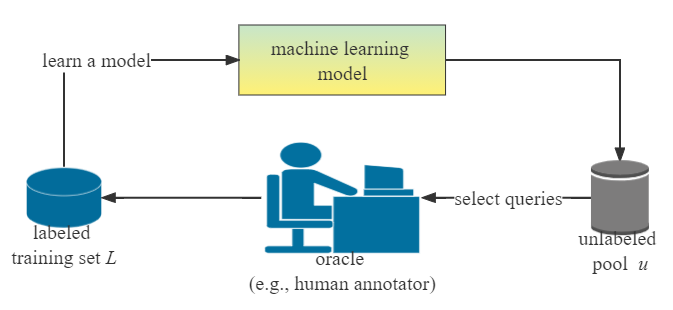 learn a model
machine learning
model
select queries
labeled
training set L
oracle
(e.g., human annotator)
unlabeled
pool u